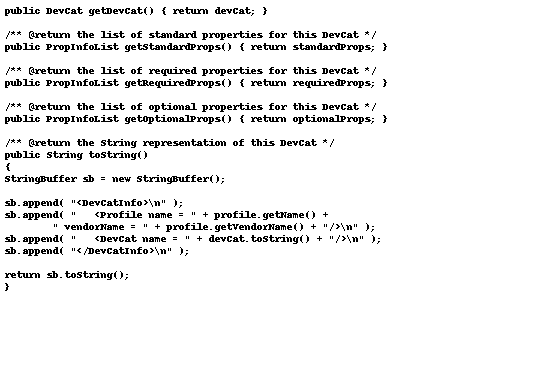 public DevCat getDevCat() { return devCat; }

/** @return the list of standard properties for this DevCat */
public PropInfoList getStandardProps() { return standardProps; }

/** @return the list of required properties for this DevCat */
public PropInfoList getRequiredProps() { return requiredProps; }

/** @return the list of optional properties for this DevCat */
public PropInfoList getOptionalProps() { return optionalProps; }

/** @return the String representation of this DevCat */
public String toString()
{
StringBuffer sb = new StringBuffer();

sb.append( "<DevCatInfo>\n" );
sb.append( "   <Profile name = " + profile.getName() +
        " vendorName = " + profile.getVendorName() + "/>\n" );
sb.append( "   <DevCat name = " + devCat.toString() + "/>\n" );
sb.append( "</DevCatInfo>\n" );

return sb.toString();
}